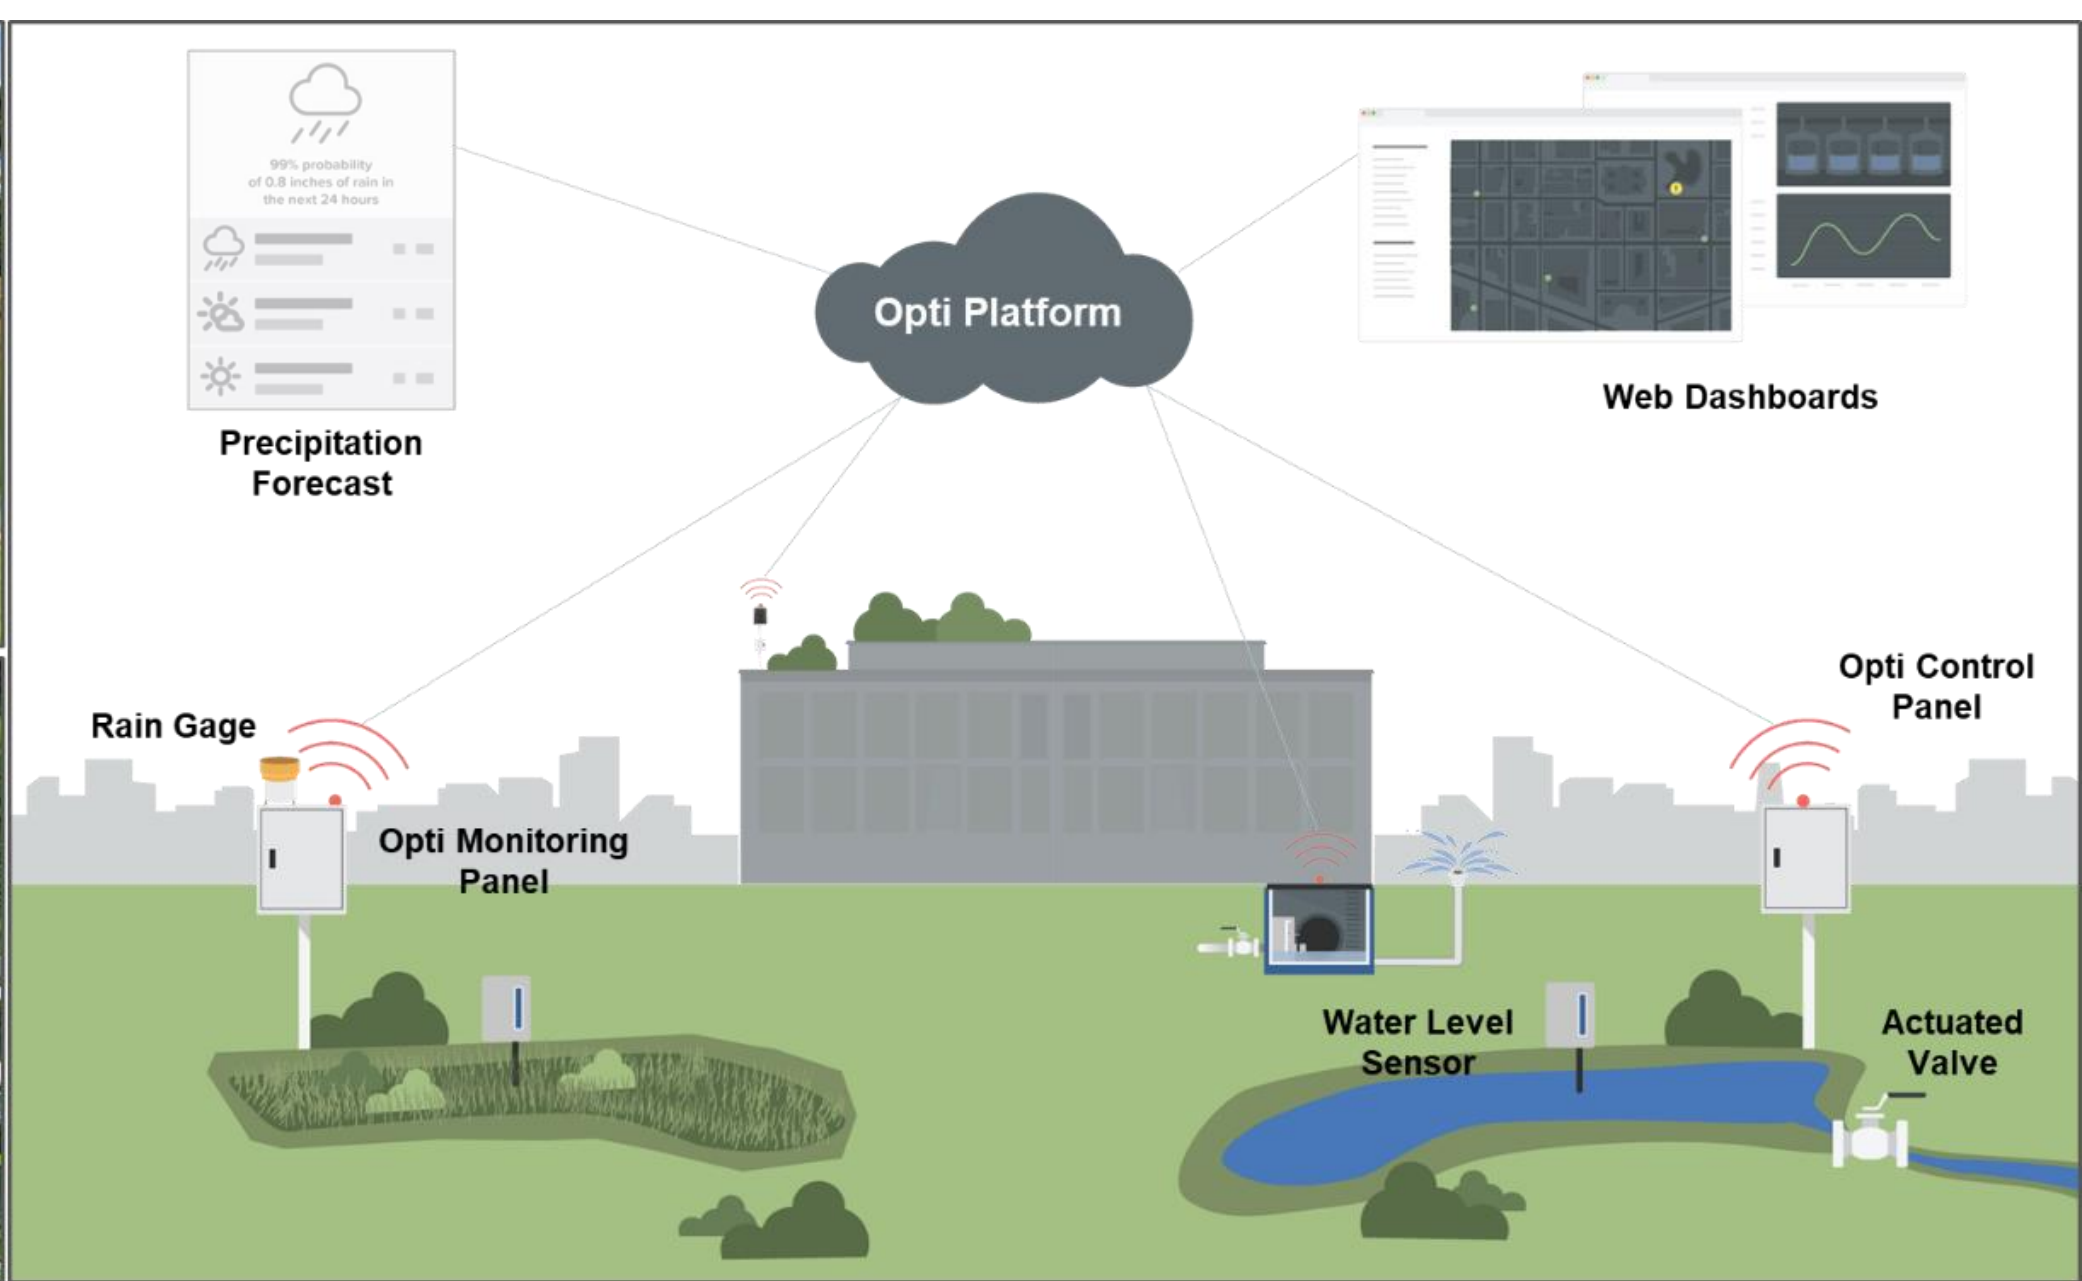 99% probability
of 0.8 inches of rain in
the next 24 hours
Precipitation
Forecast
Opti Platform
Web Dashboards
Rain Gage
Opti Monitoring
Panel
Opti Control
Panel
Water Level
Sensor
Actuated
Valve